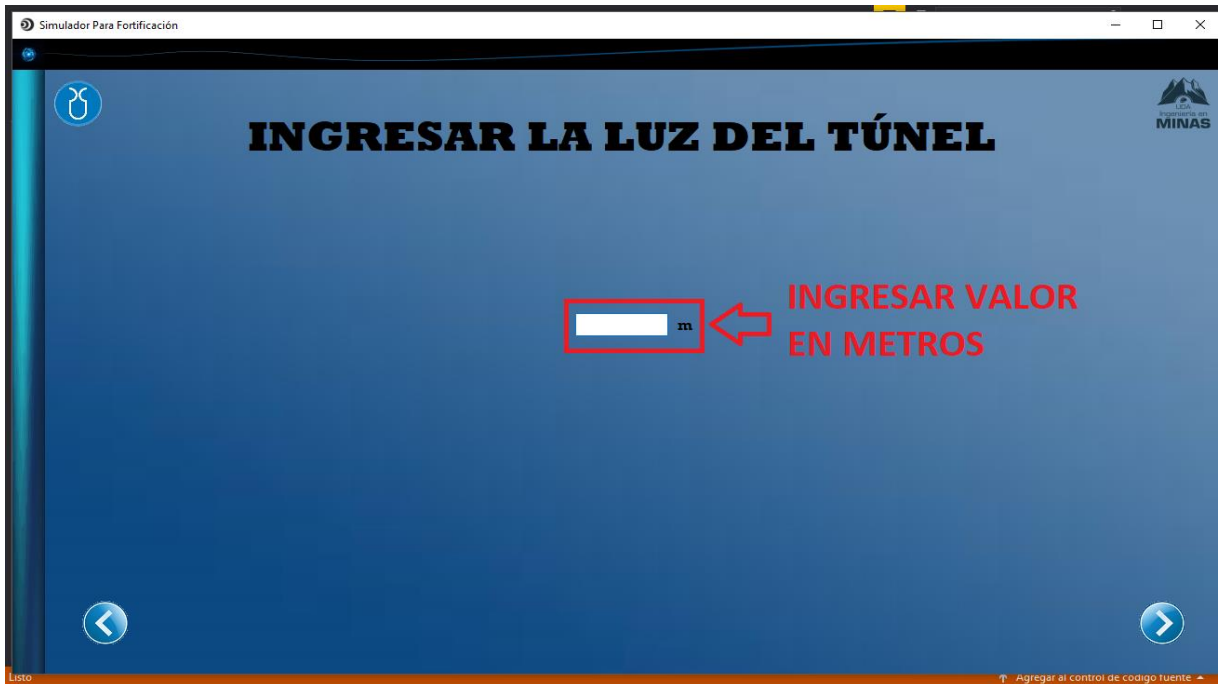 Simulador Para Fortificación
UDA
Ingeniería en
MINAS
INGRESAR LA LUZ DEL TÚNEL
INGRESAR VALOR
EN METROS
m
Listo
Agregar al control de código fuente